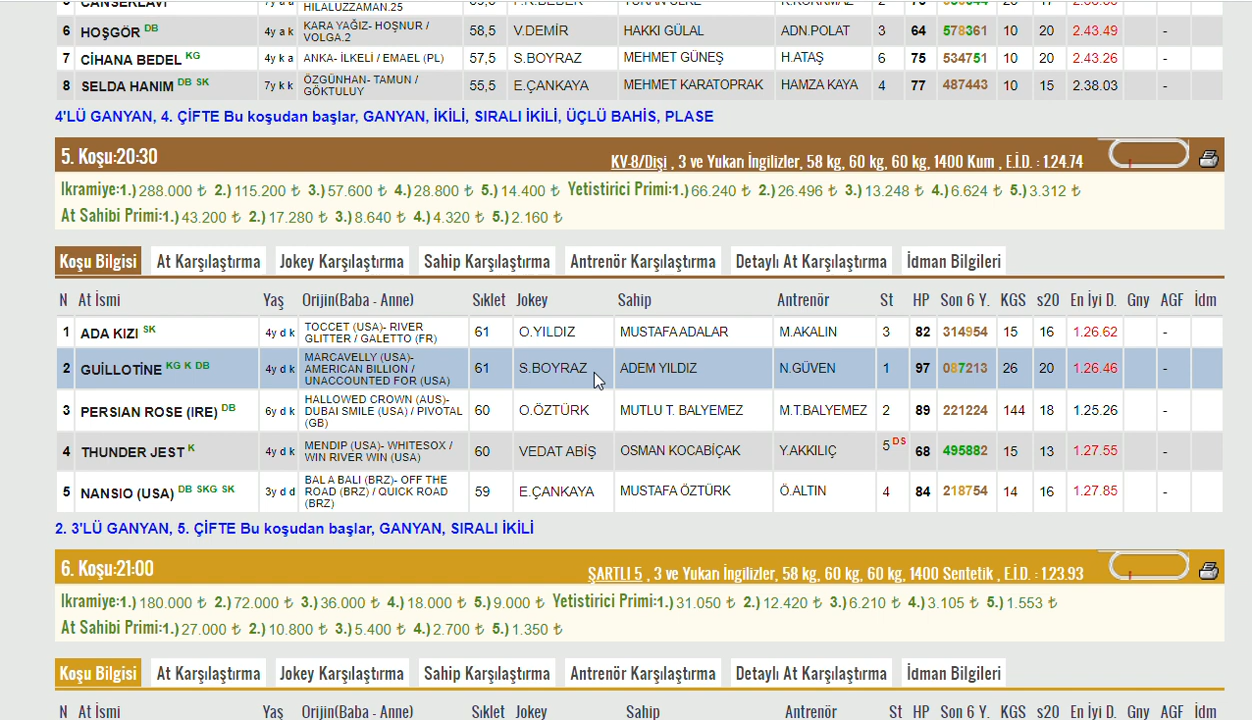 HILALUZZAMAN.25
6 HOŞGÖR DB 4y a k KARA YAĞIZ- HOŞNUR / VOLGA.2 58,5 V.DEMİR HAKKI GÜLAL ADN.POLAT 3 64 578361 10 20 2.43.49 -
7 CİHANA BEDEL KG 4y k a ANKA- İLKELİ / EMAEL (PL) 57,5 S.BOYRAZ MEHMET GÜNEŞ H.ATAŞ 6 75 534751 10 20 2.43.26 -
8 SELDA HANIM DB SK 7y k k ÖZGÜNHAN- TAMUN / GÖKTULUY 55,5 E.ÇANKAYA MEHMET KARATOPRAK HAMZA KAYA 4 77 487443 10 15 2.38.03 -
4'LÜ GANYAN, 4. ÇİFTE Bu koşudan başlar, GANYAN, İKİLİ, SIRALI İKİLİ, ÜÇLÜ BAHİS, PLASE
5. Koşu:20:30 KV-8/Dişi , 3 ve Yukarı İngilizler, 58 kg, 60 kg, 60 kg, 1400 Kum , E.İ.D. : 1.24.74
Ikramiye:1.) 288.000 ₺ 2.) 115.200 ₺ 3.) 57.600 ₺ 4.) 28.800 ₺ 5.) 14.400 ₺ Yetistirici Primi:1.) 66.240 ₺ 2.) 26.496 ₺ 3.) 13.248 ₺ 4.) 6.624 ₺ 5.) 3.312 ₺
At Sahibi Primi:1.) 43.200 ₺ 2.) 17.280 ₺ 3.) 8.640 ₺ 4.) 4.320 ₺ 5.) 2.160 ₺
Koşu Bilgisi At Karşılaştırma Jokey Karşılaştırma Sahip Karşılaştırma Antrenör Karşılaştırma Detaylı At Karşılaştırma İdman Bilgileri
N At İsmi Yaş Orijin(Baba - Anne) Sıklet Jokey Sahip Antrenör St HP Son 6 Y. KGS s20 En İyi D. Gny AGF İdm
1 ADA KIZI SK 4y d k TOCCET (USA)- RIVER GLITTER / GALETTO (FR) 61 O.YILDIZ MUSTAFA ADALAR M.AKALIN 3 82 314954 15 16 1.26.62 -
2 GUİLLOTİNE KG K DB 4y d k MARCAVELLY (USA)- AMERICAN BILLION / UNACCOUNTED FOR (USA) 61 S.BOYRAZ ADEM YILDIZ N.GÜVEN 1 97 087213 26 20 1.26.46 -
3 PERSIAN ROSE (IRE) DB 6y d k HALLOWED CROWN (AUS)- DUBAI SMILE (USA) / PIVOTAL (GB) 60 O.ÖZTÜRK MUTLU T. BALYEMEZ M.T.BALYEMEZ 2 89 221224 144 18 1.25.26 -
4 THUNDER JEST K 4y d k MENDIP (USA)- WHITESOX / WIN RIVER WIN (USA) 60 VEDAT ABİŞ OSMAN KOCABİÇAK Y.AKKILIÇ 5 DS 68 495882 15 13 1.27.55 -
5 NANSIO (USA) DB SKG SK 3y d d BAL A BALI (BRZ)- OFF THE ROAD (BRZ) / QUICK ROAD (BRZ) 59 E.ÇANKAYA MUSTAFA ÖZTÜRK Ö.ALTIN 4 84 218754 14 16 1.27.85 -
2. 3'LÜ GANYAN, 5. ÇİFTE Bu koşudan başlar, GANYAN, SIRALI İKİLİ
6. Koşu:21:00 ŞARTLI 5 , 3 ve Yukarı İngilizler, 58 kg, 60 kg, 60 kg, 1400 Sentetik , E.İ.D. : 1.23.93
Ikramiye:1.) 180.000 ₺ 2.) 72.000 ₺ 3.) 36.000 ₺ 4.) 18.000 ₺ 5.) 9.000 ₺ Yetistirici Primi:1.) 31.050 ₺ 2.) 12.420 ₺ 3.) 6.210 ₺ 4.) 3.105 ₺ 5.) 1.553 ₺
At Sahibi Primi:1.) 27.000 ₺ 2.) 10.800 ₺ 3.) 5.400 ₺ 4.) 2.700 ₺ 5.) 1.350 ₺
Koşu Bilgisi At Karşılaştırma Jokey Karşılaştırma Sahip Karşılaştırma Antrenör Karşılaştırma Detaylı At Karşılaştırma İdman Bilgileri
N At İsmi Yaş Orijin(Baba - Anne) Sıklet Jokey Sahip Antrenör St HP Son 6 Y. KGS s20 En İyi D. Gny AGF İdm